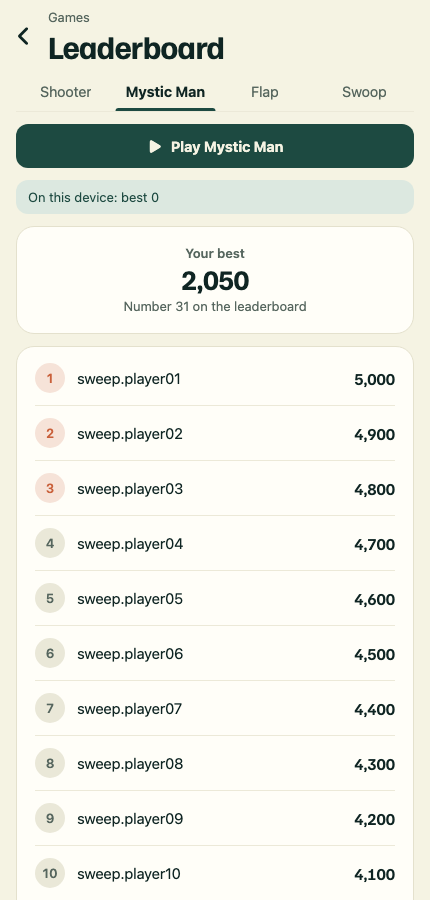 Games
Leaderboard
Shooter Mystic Man Flap Swoop
Play Mystic Man
On this device: best 0
Your best
2,050
Number 31 on the leaderboard
1 sweep.player01 5,000
2 sweep.player02 4,900
3 sweep.player03 4,800
4 sweep.player04 4,700
5 sweep.player05 4,600
6 sweep.player06 4,500
7 sweep.player07 4,400
8 sweep.player08 4,300
9 sweep.player09 4,200
10 sweep.player10 4,100